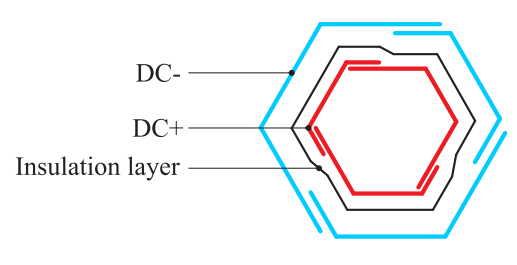 DC-
DC+
Insulation layer